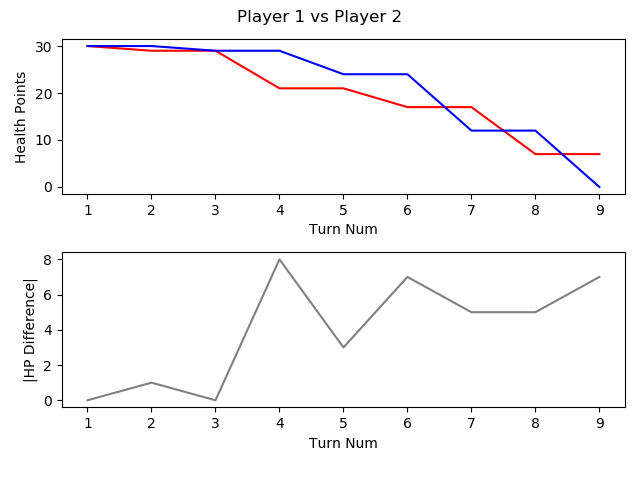 Player 1 vs Player 2
Health Points
30
20
10
0
1 2 3 4 5 6 7 8 9
Turn Num
|HP Difference|
8
6
4
2
0
1 2 3 4 5 6 7 8 9
Turn Num